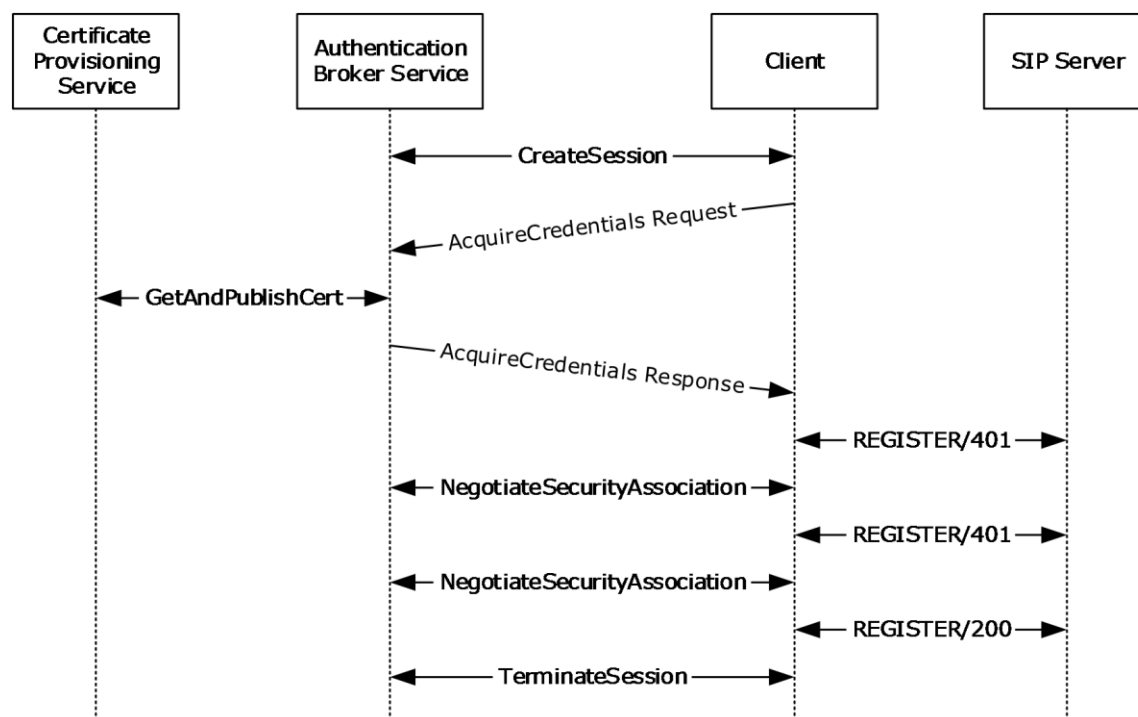 Certificate
Provisioning
Service
Authentication
Broker Service
Client
SIP Server
CreateSession
AcquireCredentials Request
GetAndPublishCert
AcquireCredentials Response
REGISTER/401
NegotiateSecurityAssociation
REGISTER/401
NegotiateSecurityAssociation
REGISTER/200
TerminateSession